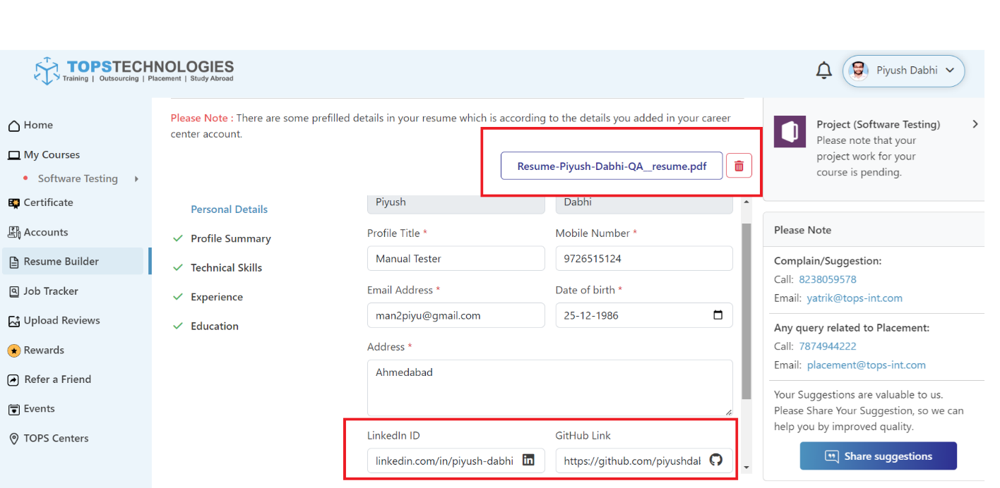 TOPSTECHNOLOGIES
Training | Outsourcing | Placement | Study Abroad
Piyush Dabhi
Home
My Courses
Software Testing
Certificate
Accounts
Resume Builder
Job Tracker
Upload Reviews
Rewards
Refer a Friend
Events
TOPS Centers
Please Note : There are some prefilled details in your resume which is according to the details you added in your career
center account.
Resume-Piyush-Dabhi-QA__resume.pdf
Personal Details
Profile Summary
Technical Skills
Experience
Education
Piyush
Dabhi
Profile Title *
Mobile Number *
Manual Tester
9726515124
Email Address *
Date of birth *
man2piyu@gmail.com
25-12-1986
Address *
Ahmedabad
LinkedIn ID
GitHub Link
linkedin.com/in/piyush-dabhi
https://github.com/piyushdal
Project (Software Testing)
Please note that your
project work for your
course is pending.
Please Note
Complain/Suggestion:
Call: 8238059578
Email: yatrik@tops-int.com
Any query related to Placement:
Call: 7874944222
Email: placement@tops-int.com
Your Suggestions are valuable to us.
Please Share Your Suggestion, so we can
help you by improved quality.
Share suggestions